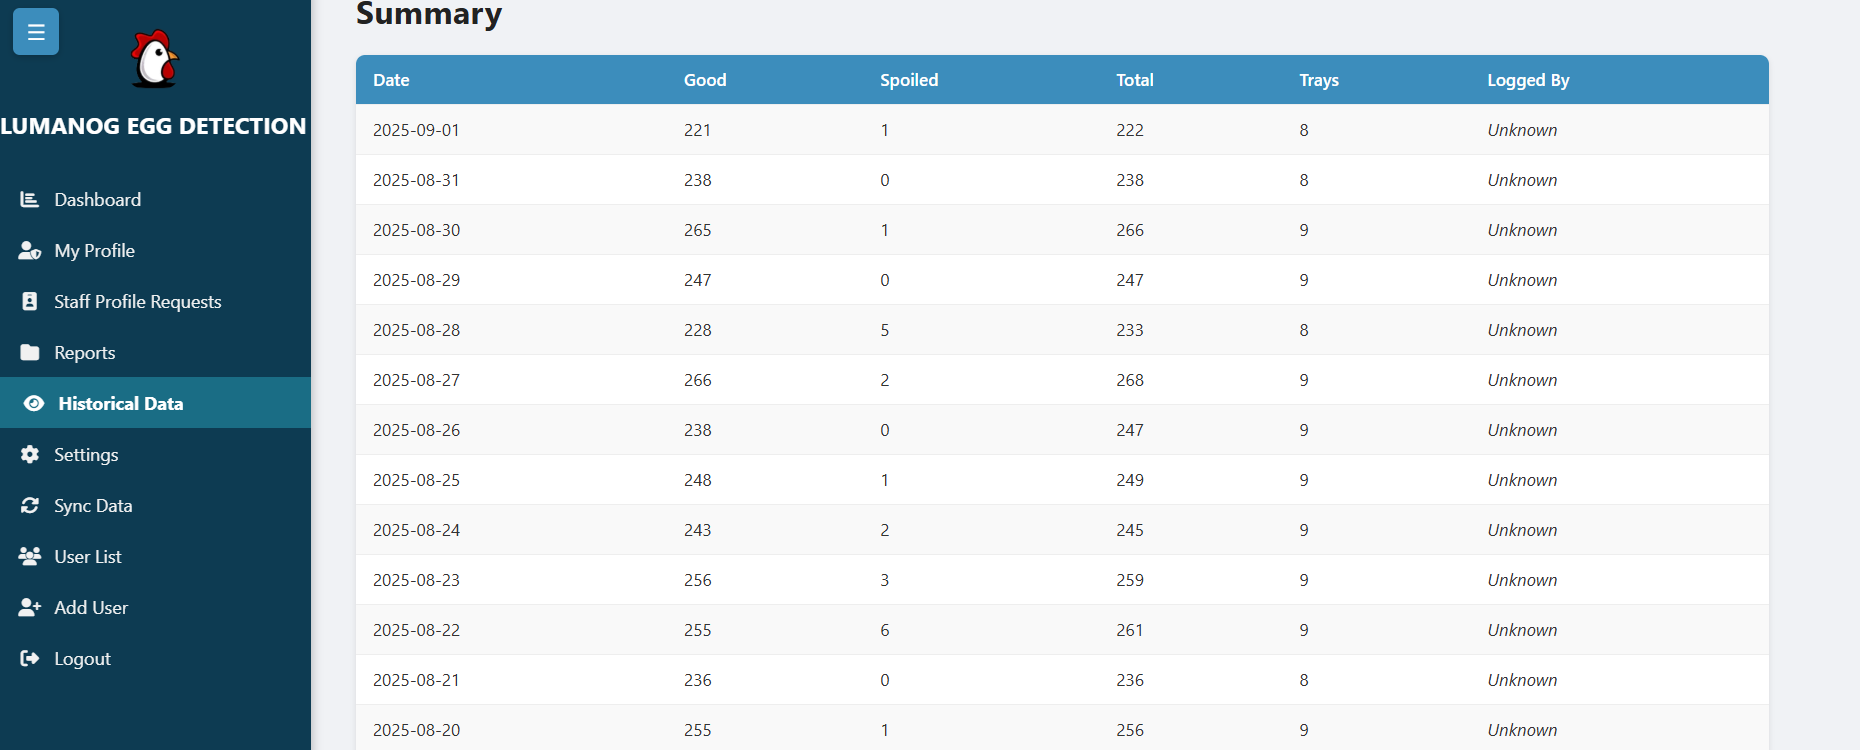 LUMANOG EGG DETECTION
Dashboard
My Profile
Staff Profile Requests
Reports
Historical Data
Settings
Sync Data
User List
Add User
Logout
Summary
Date Good Spoiled Total Trays Logged By
2025-09-01 221 1 222 8 Unknown
2025-08-31 238 0 238 8 Unknown
2025-08-30 265 1 266 9 Unknown
2025-08-29 247 0 247 9 Unknown
2025-08-28 228 5 233 8 Unknown
2025-08-27 266 2 268 9 Unknown
2025-08-26 238 0 247 9 Unknown
2025-08-25 248 1 249 9 Unknown
2025-08-24 243 2 245 9 Unknown
2025-08-23 256 3 259 9 Unknown
2025-08-22 255 6 261 9 Unknown
2025-08-21 236 0 236 8 Unknown
2025-08-20 255 1 256 9 Unknown